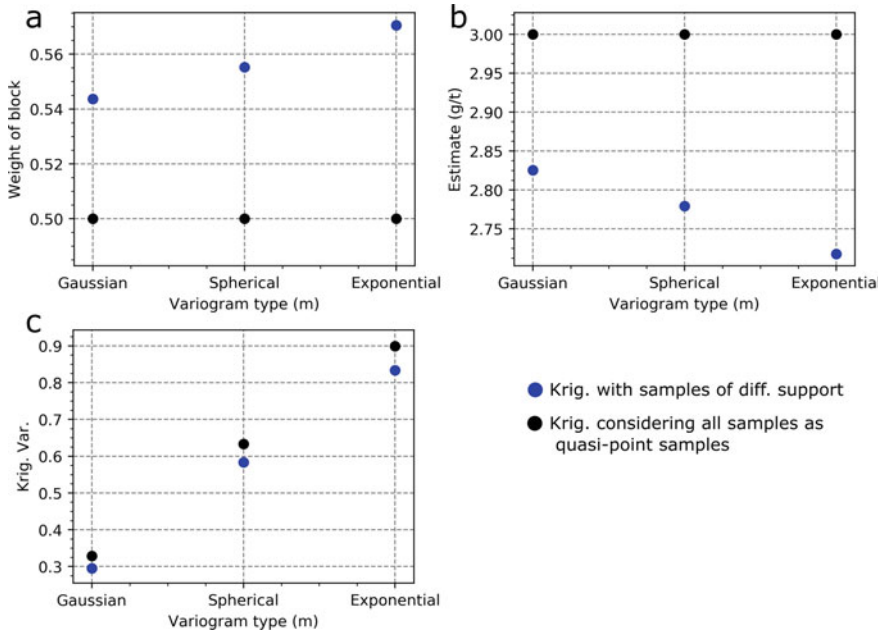 a
0.56
0.54
0.52
0.50
Weight of block
Gaussian
Spherical
Exponential
Variogram type (m)
b
3.00
2.95
2.90
2.85
2.80
2.75
Estimate (g/t)
Gaussian
Spherical
Exponential
Variogram type (m)
c
0.9
0.8
0.7
0.6
0.5
0.4
0.3
Krig. Var.
Gaussian
Spherical
Exponential
Variogram type (m)
Krig. with samples of diff. support
Krig. considering all samples as
quasi-point samples